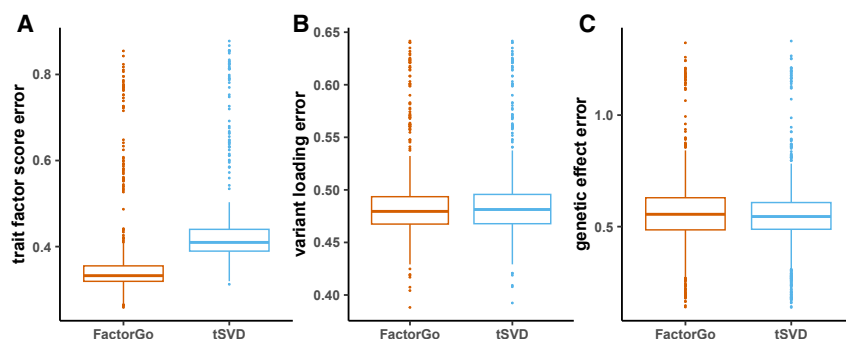 A
trait factor score error
0.8
0.6
0.4
FactorGo
tSVD
B
variant loading error
0.65
0.60
0.55
0.50
0.45
0.40
FactorGo
tSVD
C
genetic effect error
1.0
0.5
FactorGo
tSVD